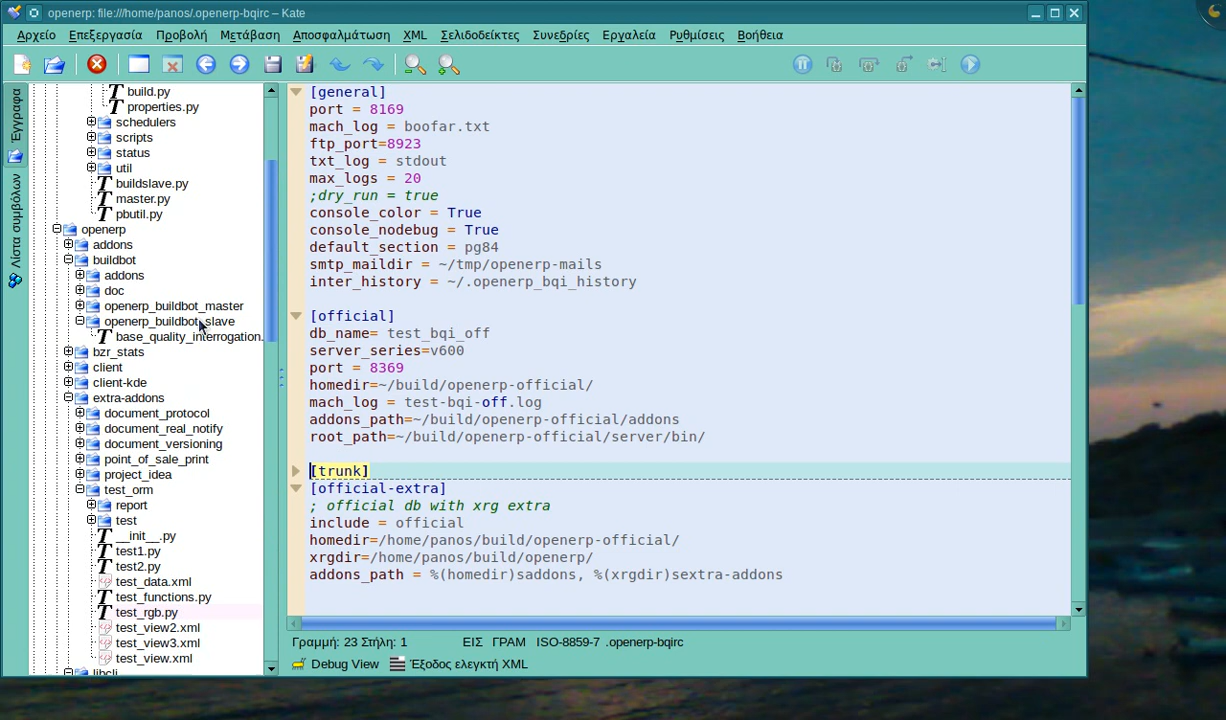 openerp: file:///home/panos/.openerp-bqirc – Kate
Αρχείο Επεξεργασία Προβολή Μετάβαση Αποσφαλμάτωση XML Σελιδοδείκτες Συνεδρίες Εργαλεία Ρυθμίσεις Βοήθεια
Έγγραφα
Λίστα συμβόλων
build.py
properties.py
schedulers
scripts
status
util
buildslave.py
master.py
pbutil.py
openerp
addons
buildbot
addons
doc
openerp_buildbot_master
openerp_buildbot_slave
base_quality_interrogation.
bzr_stats
client
client-kde
extra-addons
document_protocol
document_real_notify
document_versioning
point_of_sale_print
project_idea
test_orm
report
test
__init__.py
test1.py
test2.py
test_data.xml
test_functions.py
test_rgb.py
test_view2.xml
test_view3.xml
test_view.xml
libcli
[general]
port = 8169
mach_log = boofar.txt
ftp_port=8923
txt_log = stdout
max_logs = 20
;dry_run = true
console_color = True
console_nodebug = True
default_section = pg84
smtp_maildir = ~/tmp/openerp-mails
inter_history = ~/.openerp_bqi_history
[official]
db_name= test_bqi_off
server_series=v600
port = 8369
homedir=~/build/openerp-official/
mach_log = test-bqi-off.log
addons_path=~/build/openerp-official/addons
root_path=~/build/openerp-official/server/bin/
[trunk]
[official-extra]
; official db with xrg extra
include = official
homedir=/home/panos/build/openerp-official/
xrgdir=/home/panos/build/openerp/
addons_path = %(homedir)saddons, %(xrgdir)sextra-addons
Γραμμή: 23 Στήλη: 1 ΕΙΣ ΓΡΑΜ ISO-8859-7 .openerp-bqirc
Debug View Έξοδος ελεγκτή XML